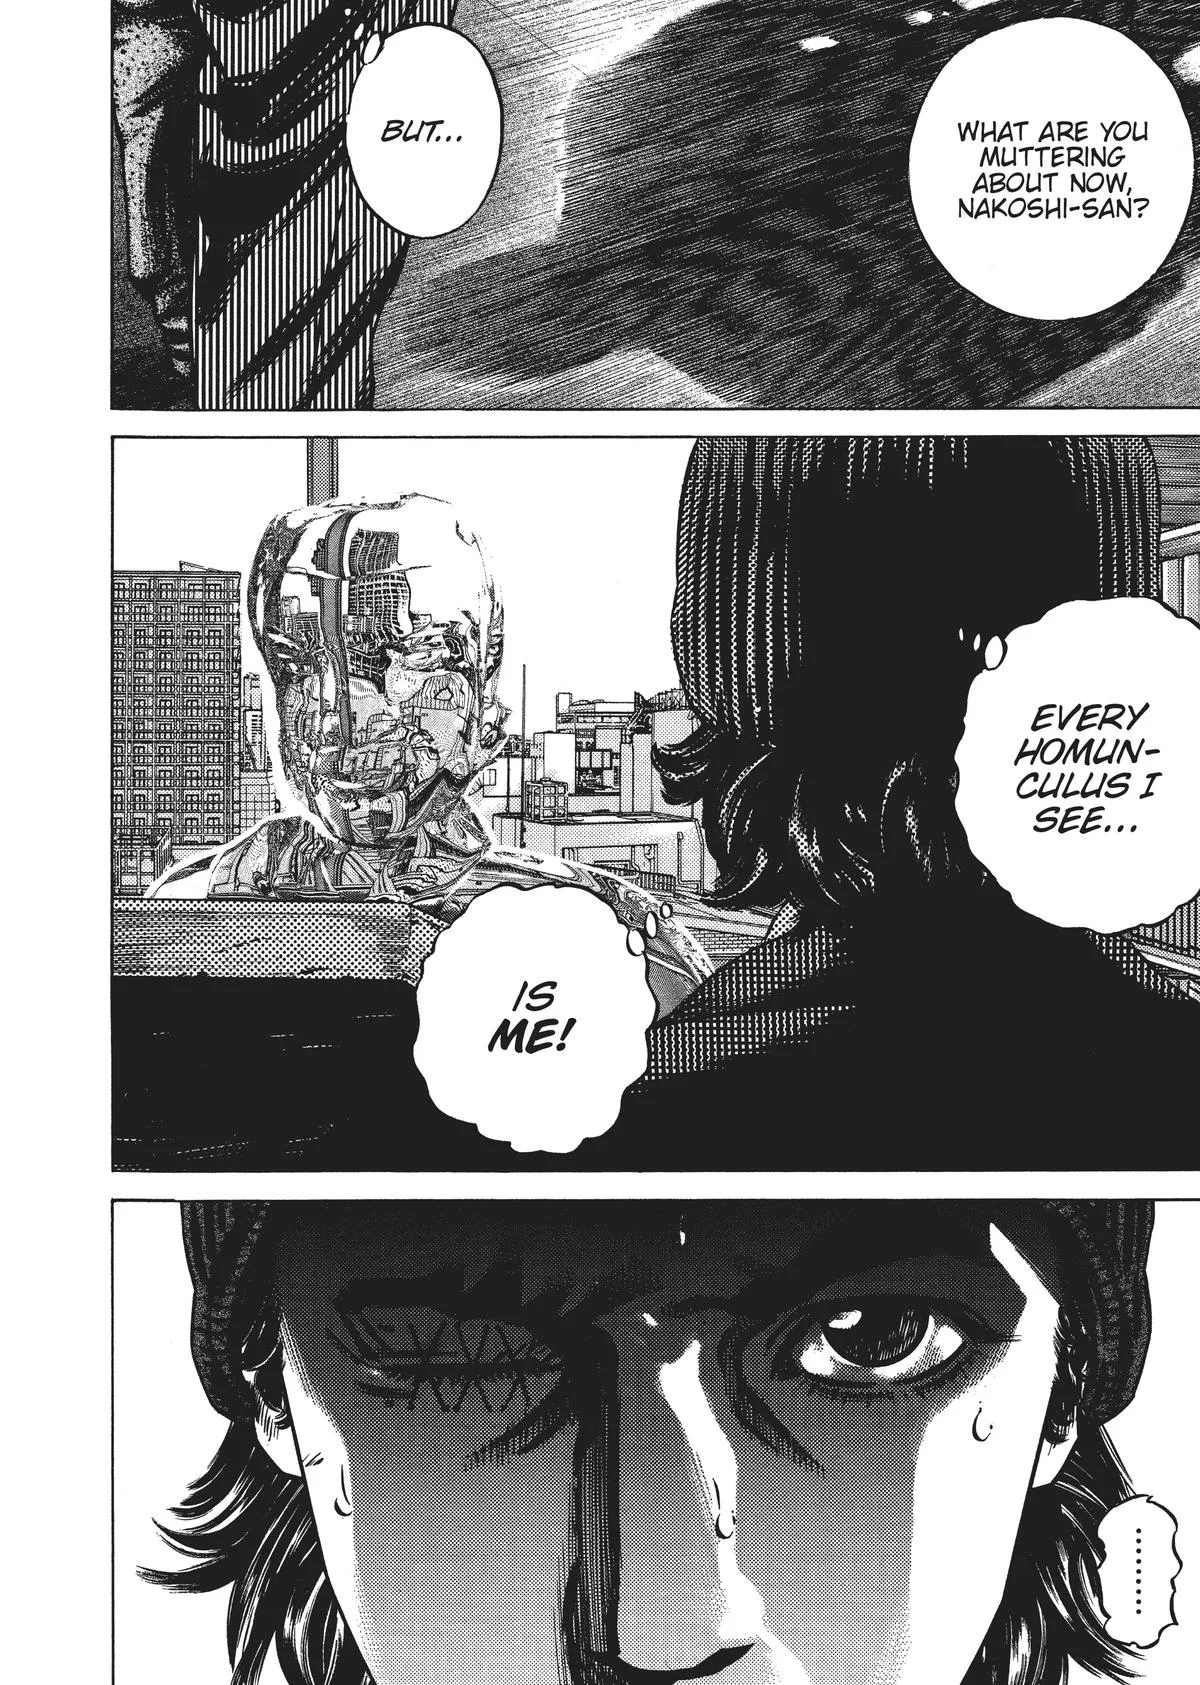 WHAT ARE YOU
MUTTERING
ABOUT NOW,
NAKOSHI-SAN?
BUT...
EVERY
HOMUN-
CULUS I
SEE...
IS
ME!
.........